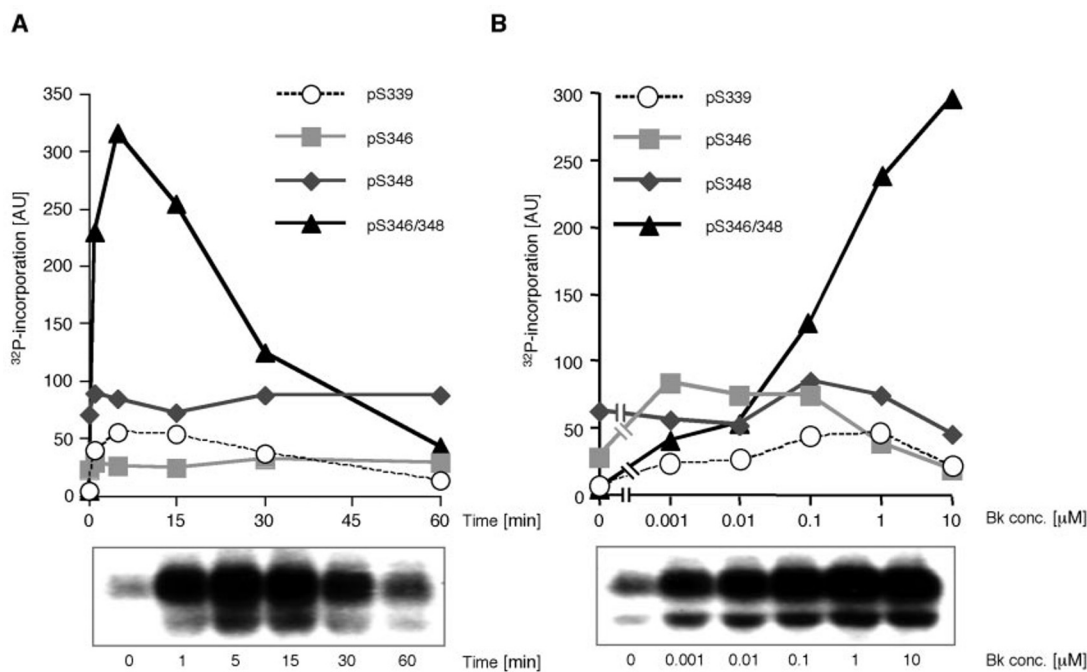 A
B
350
300
250
200
150
100
50
0
32P-incorporation [AU]
pS339
pS346
pS348
pS346/348
0 15 30 45 60 Time [min]
0 1 5 15 30 60 Time [min]
300
250
200
150
100
50
0
32P-incorporation [AU]
pS339
pS346
pS348
pS346/348
0 0.001 0.01 0.1 1 10 Bk conc. [μM]
0 0.001 0.01 0.1 1 10 Bk conc. [μM]